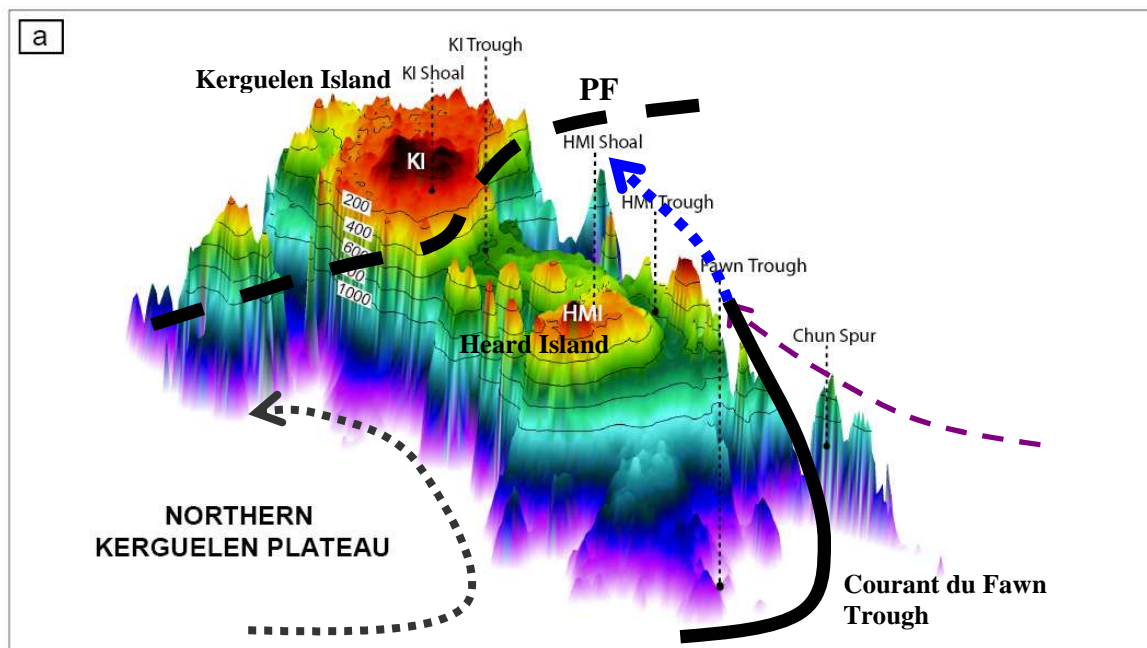 a
KI Trough
KI Shoal
Kerguelen Island
PF
HMI Shoal
KI
HMI Trough
200
400
1000
Fawn Trough
HMI
Heard Island
Chun Spur
NORTHERN
KERGUELEN PLATEAU
Courant du Fawn
Trough